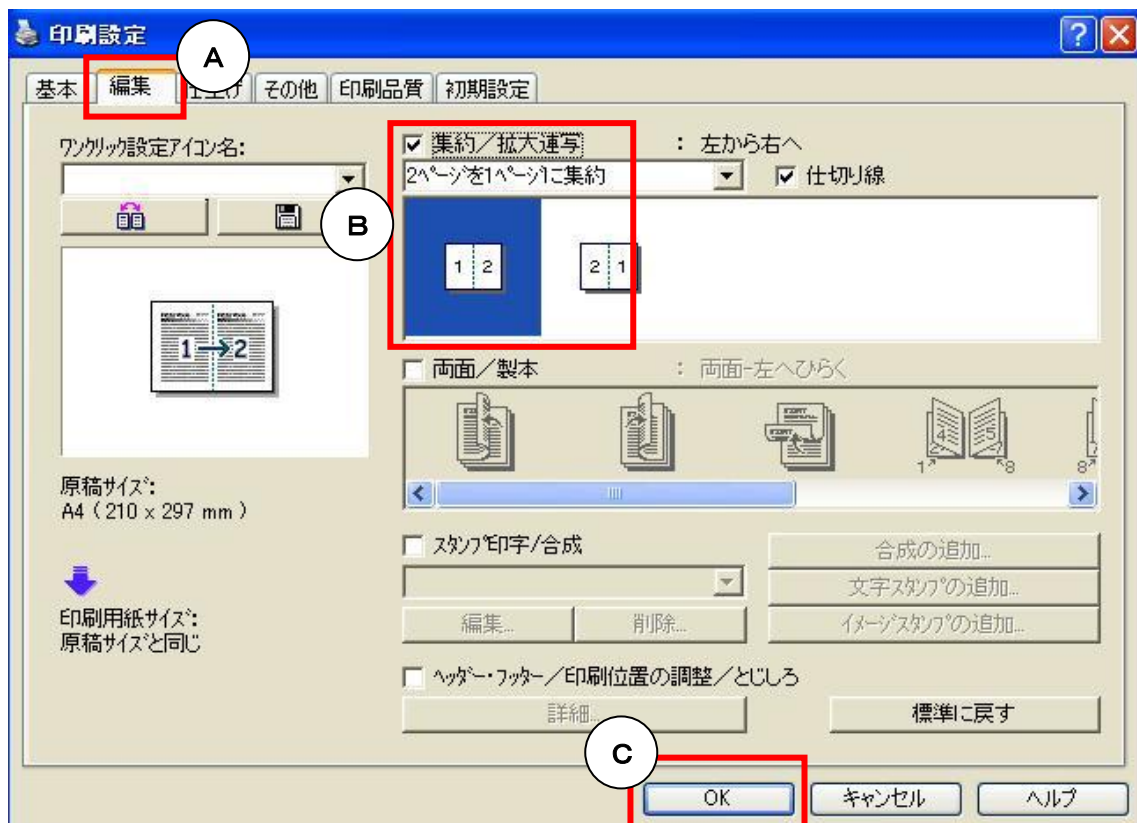 印刷設定
A
基本 編集 仕上げ その他 印刷品質 初期設定
ワンクリック設定アイコン名:
B
集約/拡大連写 : 左から右へ
2ページを1ページに集約 仕切り線
1 2
2 1
1 2
両面/製本 : 両面-左へひらく
4 5
1 8
8
原稿サイズ:
A4 ( 210 x 297 mm )
印刷用紙サイズ:
原稿サイズと同じ
スタンプ印字/合成
合成の追加...
文字スタンプの追加...
編集... 削除... イメージスタンプの追加...
ヘッダー・フッター/印刷位置の調整/とじしろ
詳細... 標準に戻す
C
OK キャンセル ヘルプ